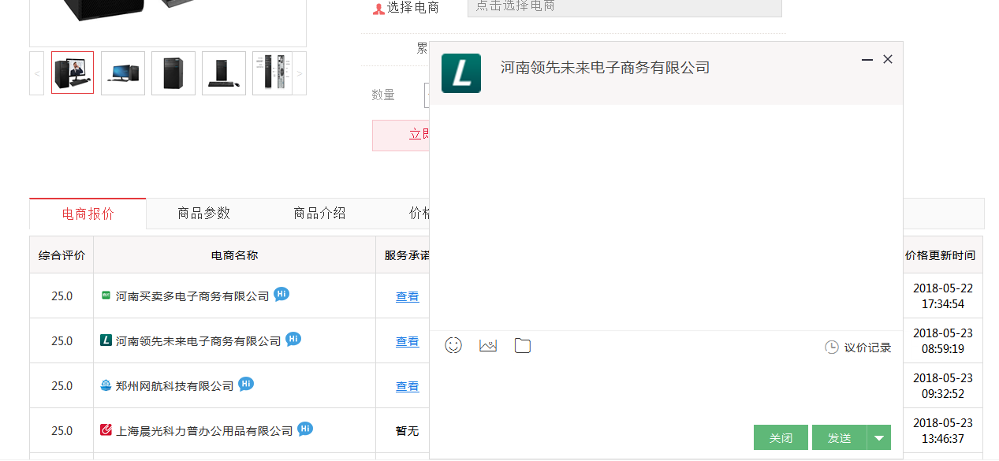 选择电商
点击选择电商
累
河南领先未来电子商务有限公司
<
>
数量
立即
电商报价
商品参数
商品介绍
价格
综合评价
电商名称
服务承诺
价格更新时间
25.0
河南买卖多电子商务有限公司
Hi
查看
2018-05-22
17:34:54
25.0
河南领先未来电子商务有限公司
Hi
查看
2018-05-23
08:59:19
议价记录
25.0
郑州网航科技有限公司
Hi
查看
2018-05-23
09:32:52
25.0
上海晨光科力普办公用品有限公司
Hi
暂无
2018-05-23
13:46:37
关闭
发送